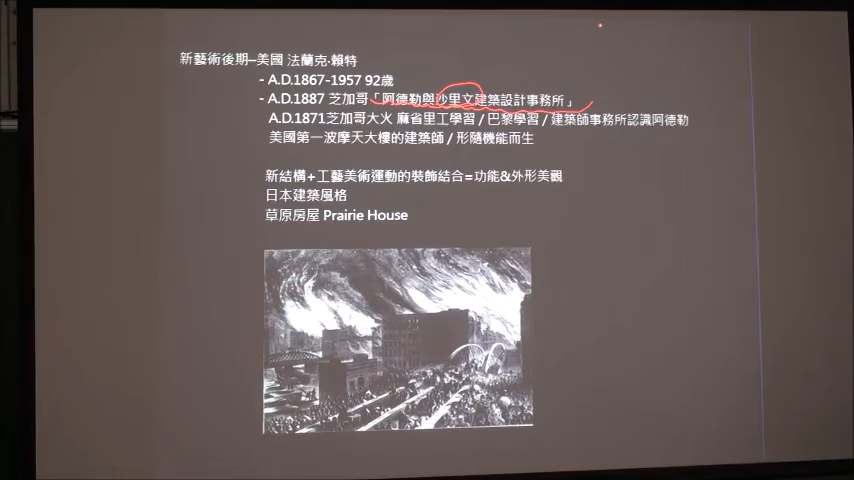 新藝術後期─美國 法蘭克·賴特
- A.D.1867-1957 92歲
- A.D.1887 芝加哥「阿德勒與沙里文建築設計事務所」
A.D.1871芝加哥大火 麻省里工學習 / 巴黎學習 / 建築師事務所認識阿德勒
美國第一波摩天大樓的建築師 / 形隨機能而生
新結構+工藝美術運動的裝飾結合=功能&外形美觀
日本建築風格
草原房屋 Prairie House